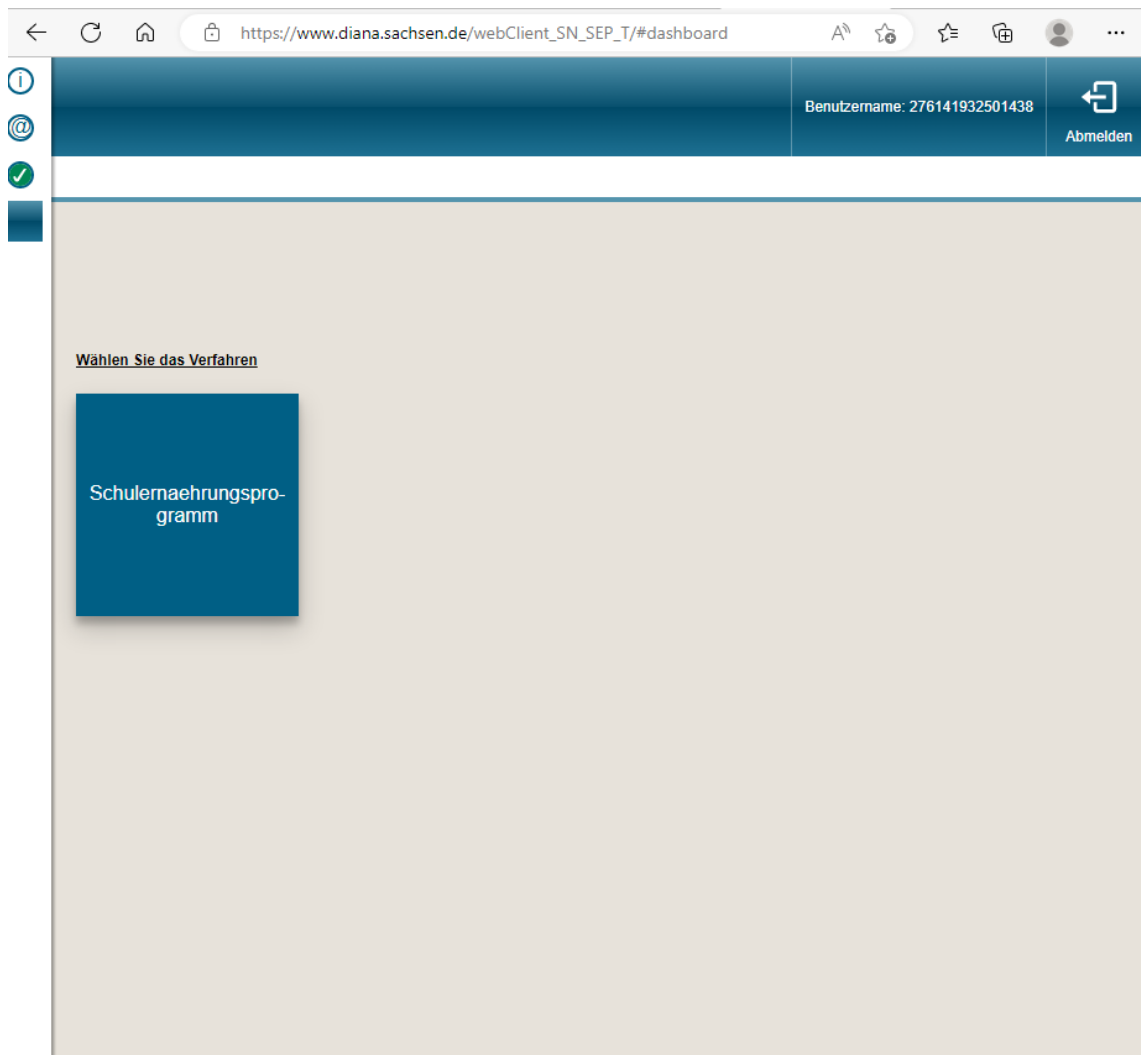 https://www.diana.sachsen.de/webClient_SN_SEP_T/#dashboard
Benutzername: 276141932501438
Abmelden
Wählen Sie das Verfahren
Schulernaehrungspro-
gramm